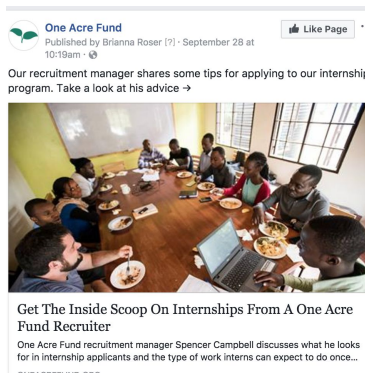 One Acre Fund
Like Page
Published by Brianna Roser [?] · September 28 at
10:19am ·
Our recruitment manager shares some tips for applying to our internship
program. Take a look at his advice →
Get The Inside Scoop On Internships From A One Acre
Fund Recruiter
One Acre Fund recruitment manager Spencer Campbell discusses what he looks
for in internship applicants and the type of work interns can expect to do once...